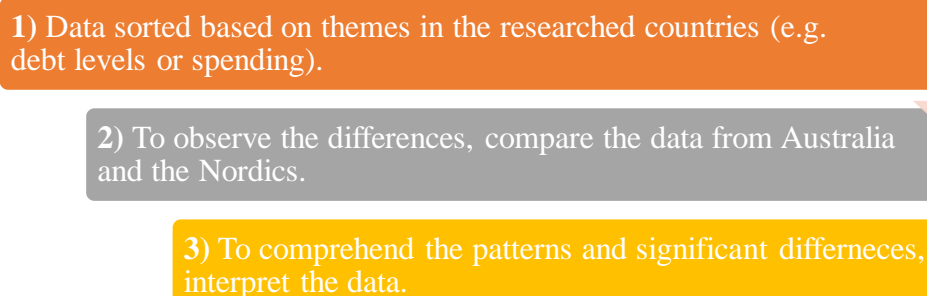 1) Data sorted based on themes in the researched countries (e.g.
debt levels or spending).
2) To observe the differences, compare the data from Australia
and the Nordics.
3) To comprehend the patterns and significant differneces,
interpret the data.